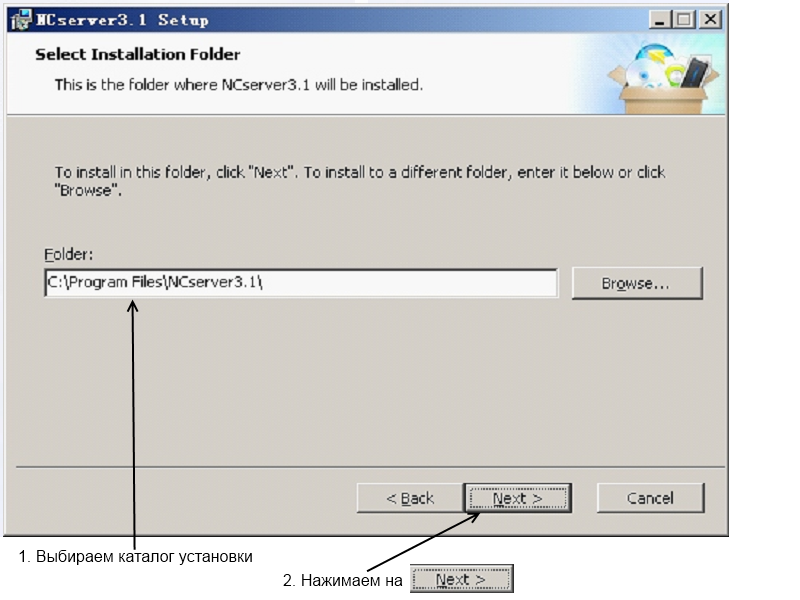 NCserver3.1 Setup
Select Installation Folder
This is the folder where NCserver3.1 will be installed.
To install in this folder, click "Next". To install to a different folder, enter it below or click
"Browse".
Folder:
C:\Program Files\NCserver3.1\
Browse...
< Back
Next >
Cancel
1. Выбираем каталог установки
2. Нажимаем на Next >